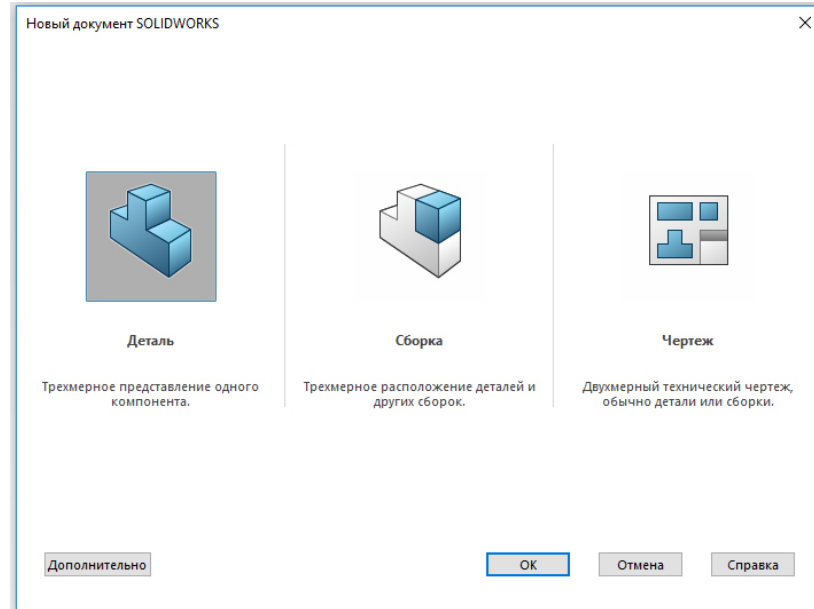 Новый документ SOLIDWORKS
Деталь
Трехмерное представление одного
компонента.
Сборка
Трехмерное расположение деталей и
других сборок.
Чертеж
Двухмерный технический чертеж,
обычно детали или сборки.
Дополнительно
OK
Отмена
Справка